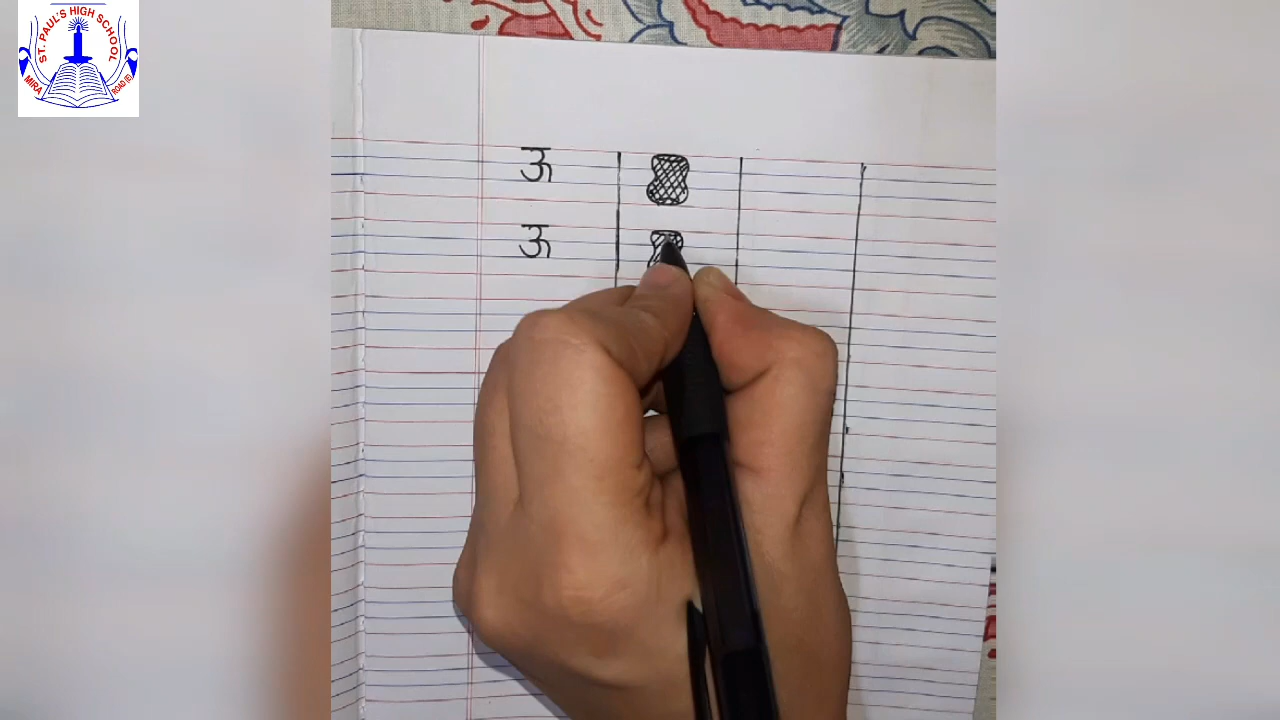 ST. PAUL'S HIGH SCHOOL
MIRA ROAD (E)
ऊ
ऊ